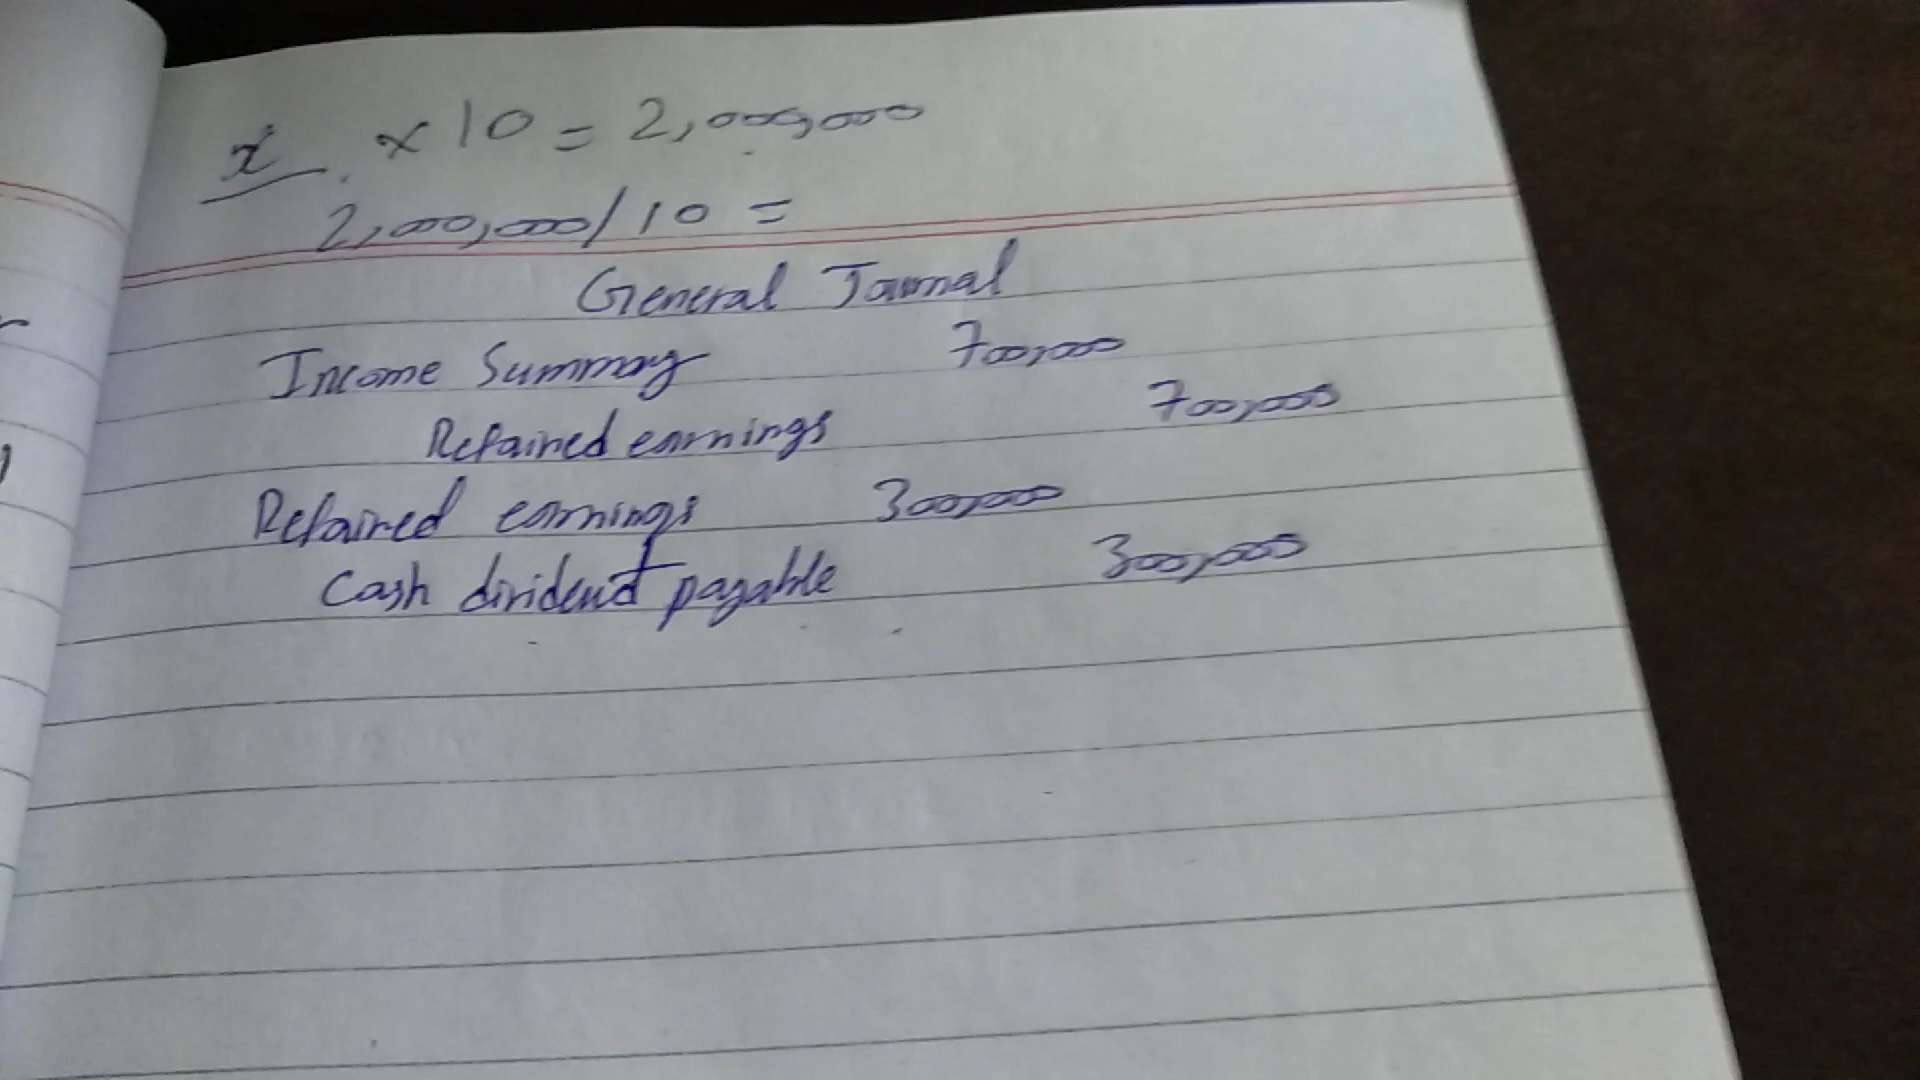 x × 10 = 2,000,000
2,000,000/10 =
General Journal
Income Summary 700,000
Retained earnings 700,000
Retained earnings 300,000
Cash dividend payable 300,000